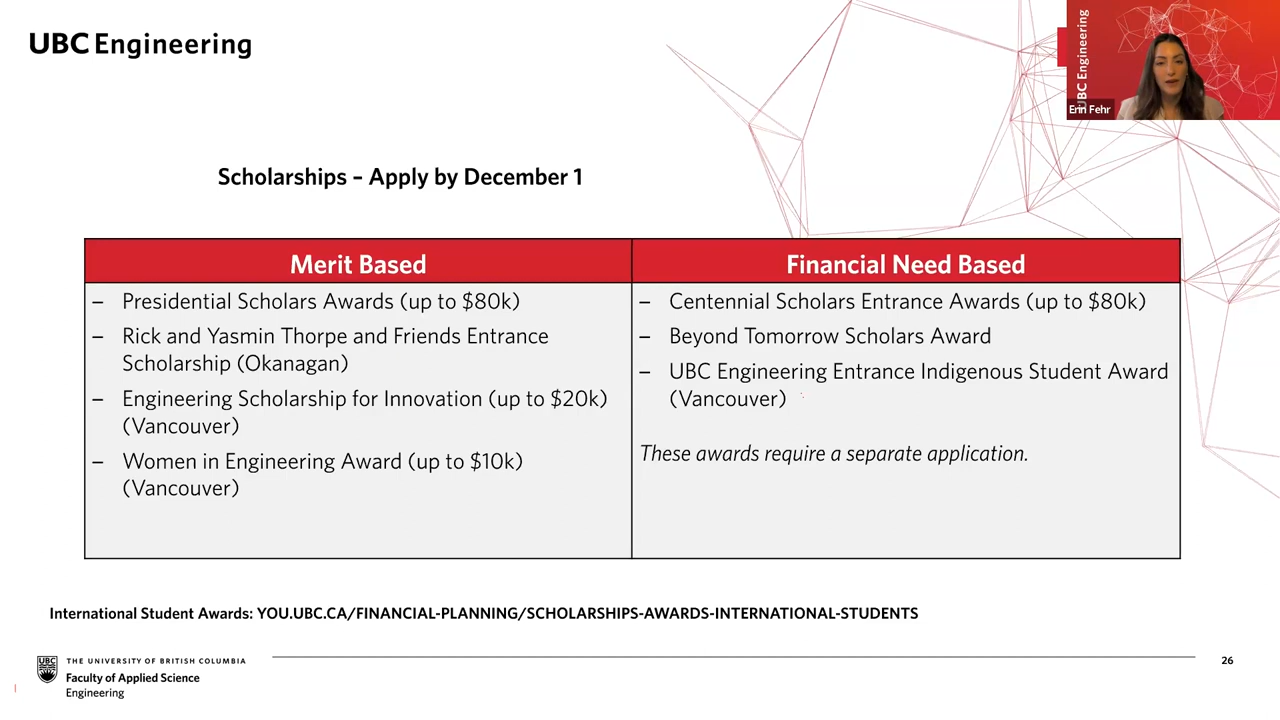 UBC Engineering
UBC Engineering
Erin Fehr
Scholarships – Apply by December 1
Merit Based
– Presidential Scholars Awards (up to $80k)
– Rick and Yasmin Thorpe and Friends Entrance
Scholarship (Okanagan)
– Engineering Scholarship for Innovation (up to $20k)
(Vancouver)
– Women in Engineering Award (up to $10k)
(Vancouver)
Financial Need Based
– Centennial Scholars Entrance Awards (up to $80k)
– Beyond Tomorrow Scholars Award
– UBC Engineering Entrance Indigenous Student Award
(Vancouver)
These awards require a separate application.
International Student Awards: YOU.UBC.CA/FINANCIAL-PLANNING/SCHOLARSHIPS-AWARDS-INTERNATIONAL-STUDENTS
UBC
THE UNIVERSITY OF BRITISH COLUMBIA
Faculty of Applied Science
Engineering
26